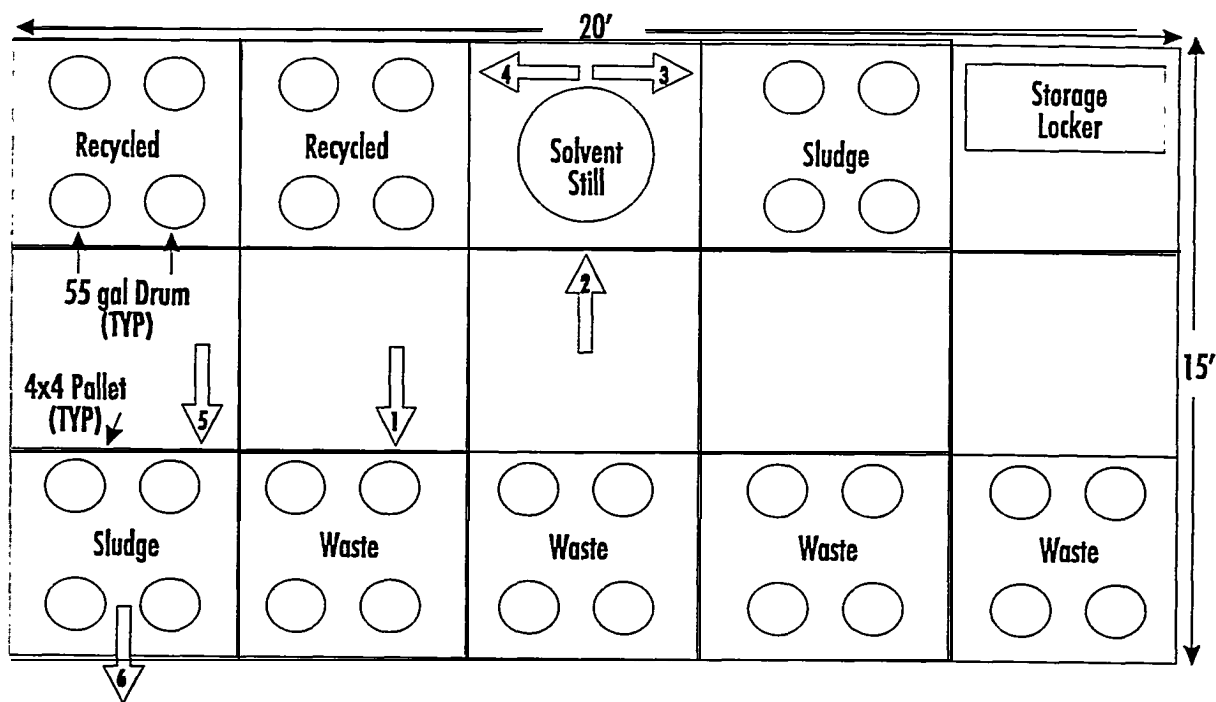 20'
4
3
Recycled
Recycled
Solvent
Still
Sludge
Storage
Locker
55 gal Drum
(TYP)
2
15'
4x4 Pallet
(TYP)
5
1
Sludge
Waste
Waste
Waste
Waste
6